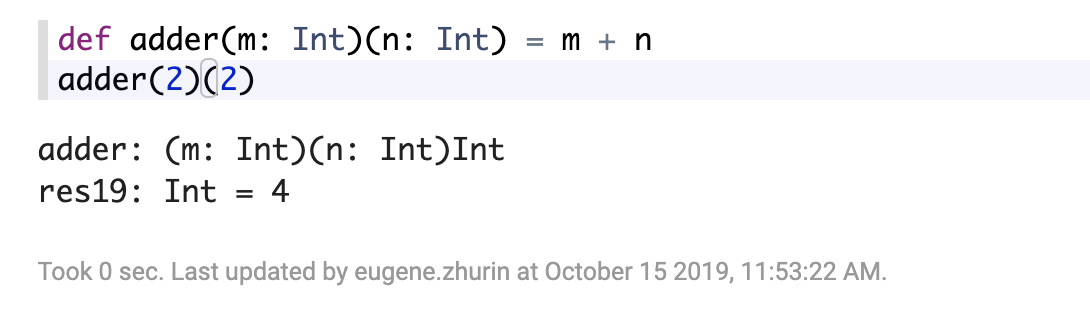 def adder(m: Int)(n: Int) = m + n
adder(2)(2)
adder: (m: Int)(n: Int)Int
res19: Int = 4
Took 0 sec. Last updated by eugene.zhurin at October 15 2019, 11:53:22 AM.